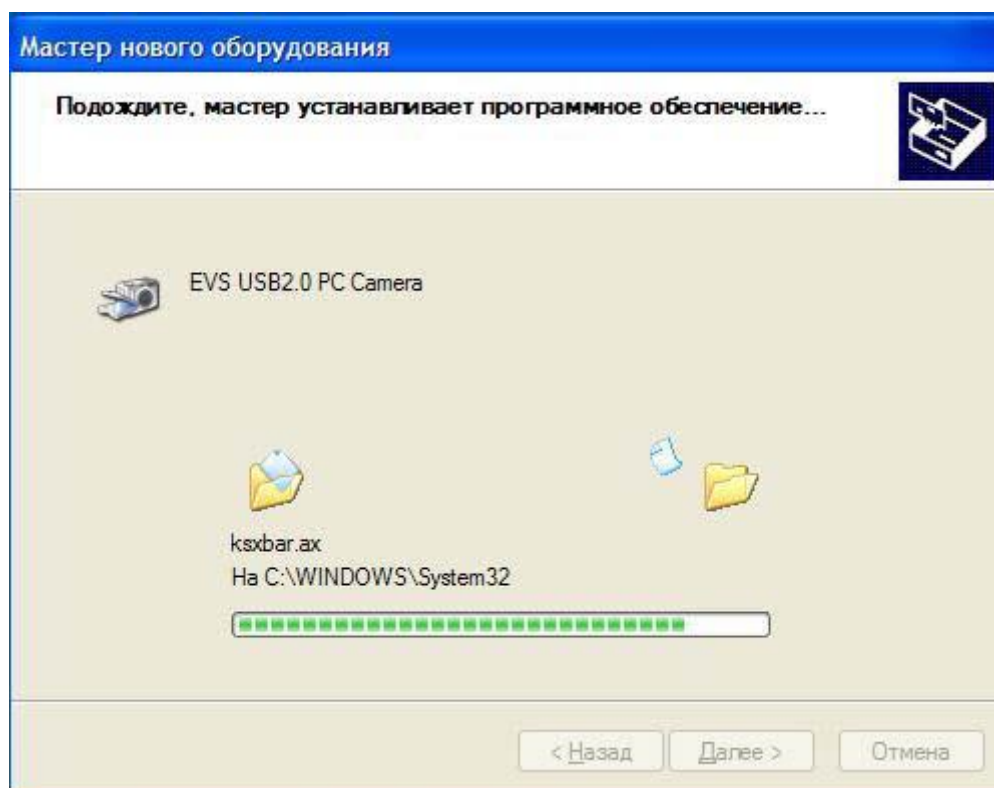 Мастер нового оборудования
Подождите, мастер устанавливает программное обеспечение...
EVS USB2.0 PC Camera
ksxbar.ax
На C:\WINDOWS\System32
< Назад Далее > Отмена